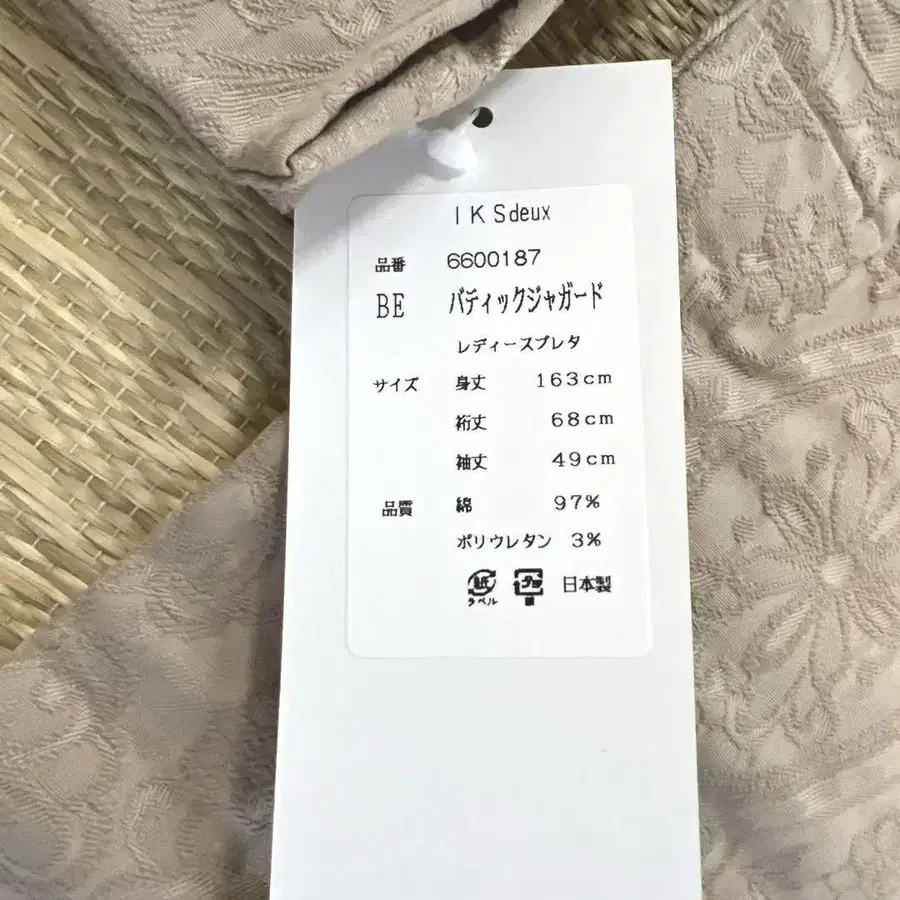 IKSdeux
品番 6600187
BE バティックジャガード
レディースプレタ
サイズ 身丈 163cm
裄丈 68cm
袖丈 49cm
品質 綿 97%
ポリウレタン 3%
紙 プラ 日本製
ラベル